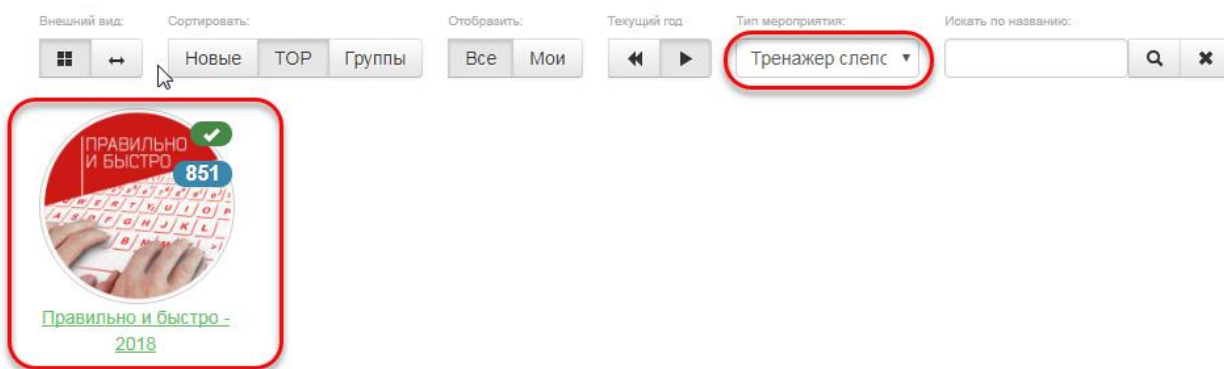 Внешний вид: Сортировать: Отобразить: Текущий год Тип мероприятия: Искать по названию:
Новые TOP Группы Все Мои Тренажер слепс
ПРАВИЛЬНО
И БЫСТРО
851
Правильно и быстро -
2018